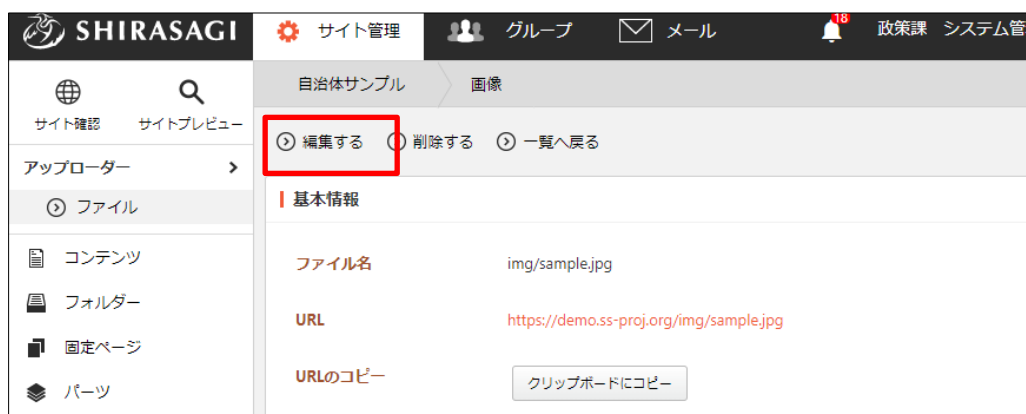 SHIRASAGI サイト管理 グループ メール 18 政策課 システム管
サイト確認 サイトプレビュー
自治体サンプル 画像
編集する 削除する 一覧へ戻る
アップローダー
ファイル
コンテンツ
フォルダー
固定ページ
パーツ
基本情報
ファイル名 img/sample.jpg
URL https://demo.ss-proj.org/img/sample.jpg
URLのコピー クリップボードにコピー